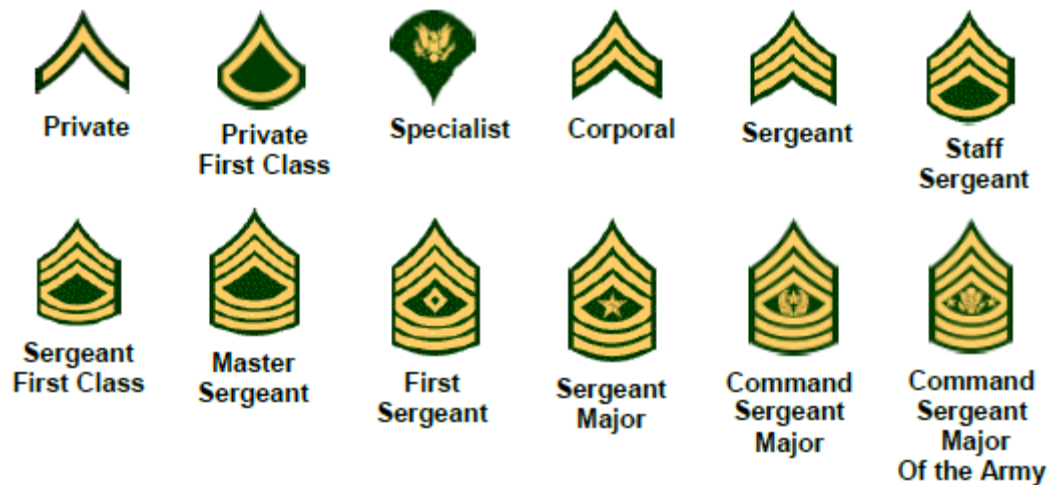 Private
Private
First Class
Specialist
Corporal
Sergeant
Staff
Sergeant
Sergeant
First Class
Master
Sergeant
First
Sergeant
Sergeant
Major
Command
Sergeant
Major
Command
Sergeant
Major
Of the Army